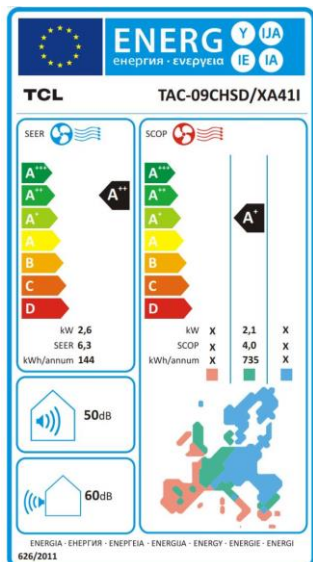 ENERG Y IJA
енергия · ενεργεια IE IA
TCL TAC-09CHSD/XA41I
SEER SCOP
A+++ A+++
A++ A++ A++
A+ A+ A+
A A
B B
C C
D D
kW 2,6 kW X 2,1 X
SEER 6,3 SCOP X 4,0 X
kWh/annum 144 kWh/annum X 735 X
50dB
60dB
ENERGIA · ЕНЕРГИЯ · ΕΝΕΡΓΕΙΑ · ENERGIJA · ENERGY · ENERGIE · ENERGI
626/2011